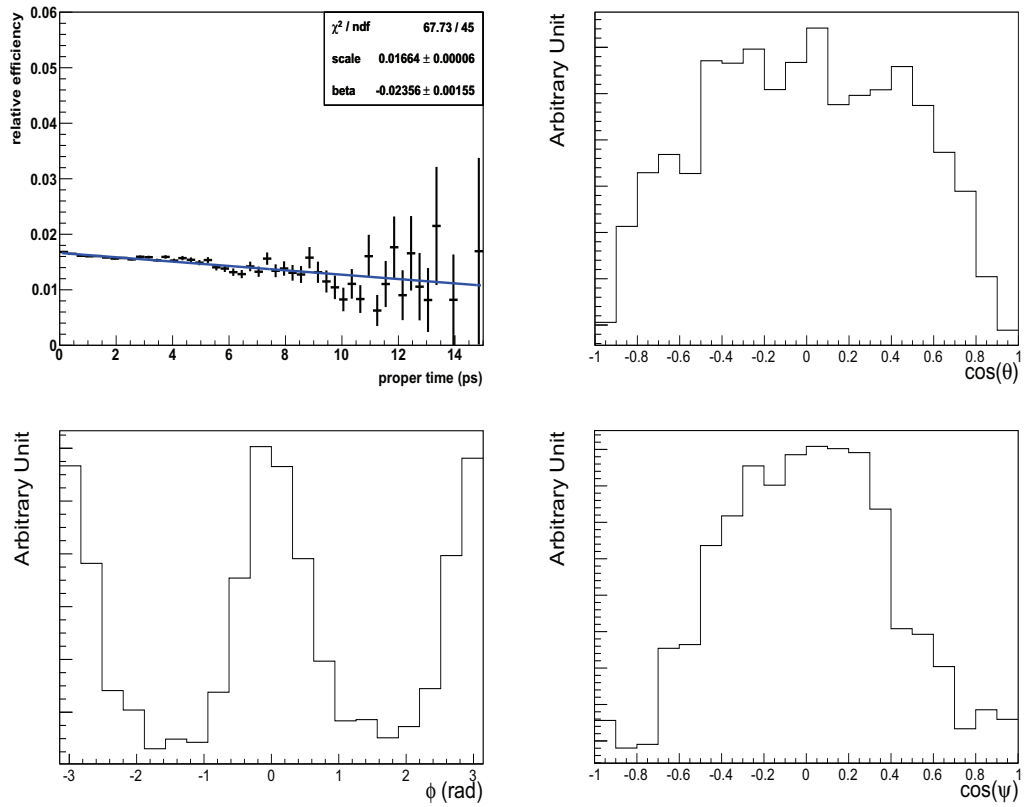 relative efficiency
0.06
0.05
0.04
0.03
0.02
0.01
0
χ² / ndf 67.73 / 45
scale 0.01664 ± 0.00006
beta -0.02356 ± 0.00155
0 2 4 6 8 10 12 14
proper time (ps)
Arbitrary Unit
-1 -0.8 -0.6 -0.4 -0.2 0 0.2 0.4 0.6 0.8 1
cos(θ)
Arbitrary Unit
-3 -2 -1 0 1 2 3
ϕ (rad)
Arbitrary Unit
-1 -0.8 -0.6 -0.4 -0.2 0 0.2 0.4 0.6 0.8 1
cos(ψ)